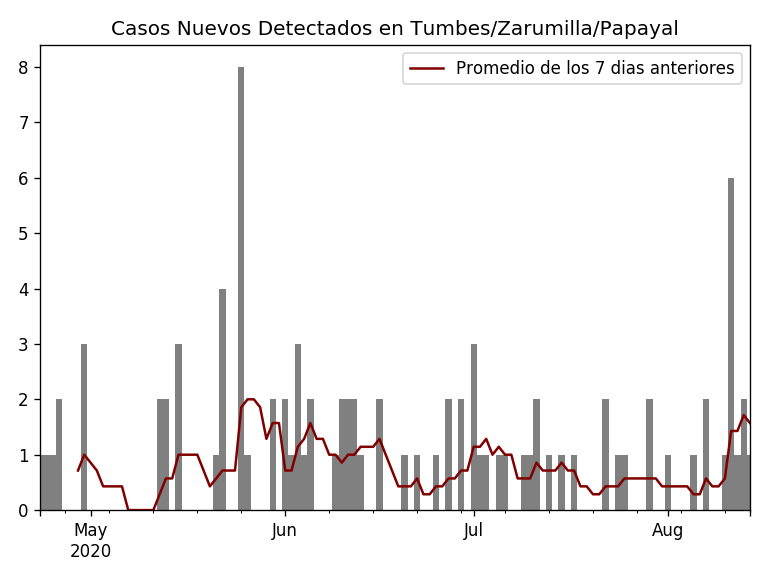 Casos Nuevos Detectados en Tumbes/Zarumilla/Papayal
Promedio de los 7 dias anteriores
8
7
6
5
4
3
2
1
0
May
2020
Jun
Jul
Aug